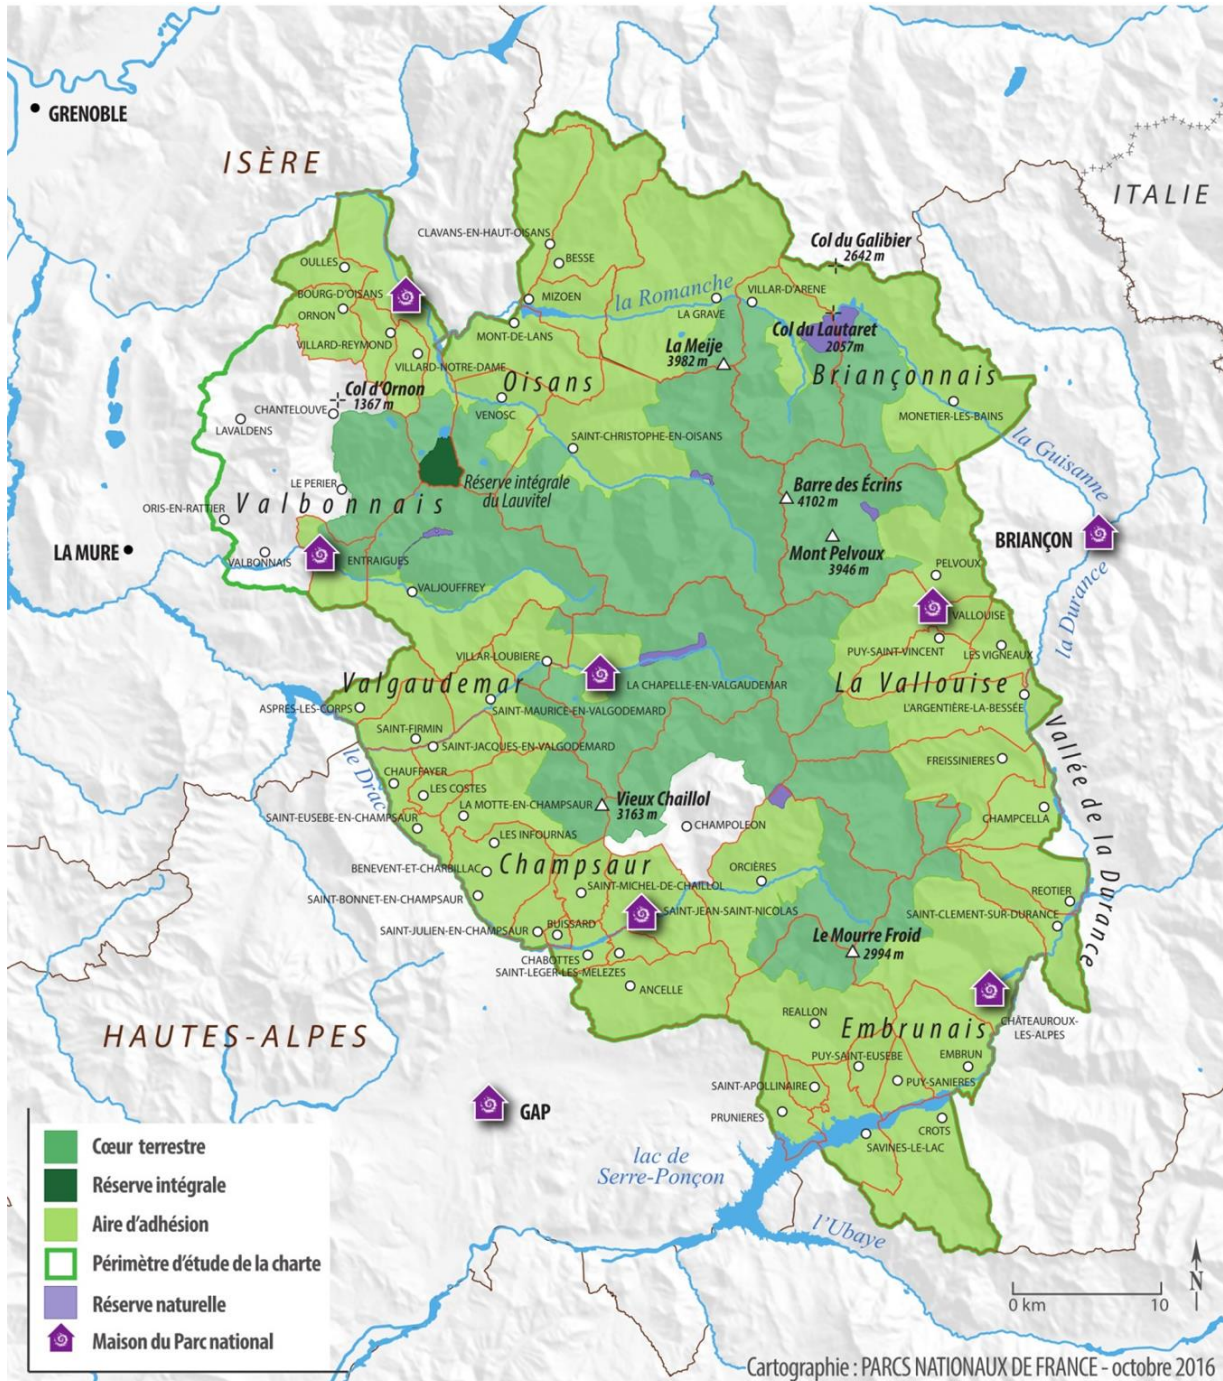 GRENOBLE
ISÈRE
ITALIE
CLAVANS-EN-HAUT-OISANS
Col du Galibier
2642 m
OULLES
BESSE
BOURG-D'OISANS
MIZOEN
la Romanche
VILLAR-D'ARENE
ORNON
LA GRAVE
Col du Lautaret
2057m
VILLARD-REYMOND
MONT-DE-LANS
La Meije
3982 m
VILLARD-NOTRE-DAME
Oisans
Briançonnais
Col d'Ornon
1367 m
CHANTELOUVE
LAVALDENS
VENOSC
MONETIER-LES-BAINS
la Guisanne
SAINT-CHRISTOPHE-EN-OISANS
LE PERIER
Réserve intégrale
du Lauvitel
Barre des Écrins
4102 m
Valbonnais
ORIS-EN-RATTIER
LA MURE
VALBONNAIS
ENTRAIGUES
Mont Pelvoux
3946 m
BRIANÇON
PELVOUX
VALJOUFFREY
la Durance
VALLOUISE
PUY-SAINT-VINCENT
LES VIGNEAUX
VILLAR-LOUBIERE
Valgaudemar
LA CHAPELLE-EN-VALGAUDEMAR
La Vallouise
ASPRES-LES-CORPS
SAINT-MAURICE-EN-VALGODEMARD
L'ARGENTIÈRE-LA-BESSÉE
SAINT-FIRMIN
SAINT-JACQUES-EN-VALGODEMARD
le Drac
FREISSINIERES
Vallée de la Durance
CHAUFFAYER
LES COSTES
LA MOTTE-EN-CHAMPSAUR
Vieux Chaillol
3163 m
SAINT-EUSEBE-EN-CHAMPSAUR
CHAMPOLEON
CHAMPCELLA
LES INFOURNAS
BENEVENT-ET-CHARBILLAC
Champsaur
ORCIÈRES
SAINT-MICHEL-DE-CHAILLOL
REOTIER
SAINT-BONNET-EN-CHAMPSAUR
SAINT-JEAN-SAINT-NICOLAS
SAINT-CLEMENT-SUR-DURANCE
SAINT-JULIEN-EN-CHAMPSAUR
BUISSARD
Le Mourre Froid
2994 m
CHABOTTES
SAINT-LEGER-LES-MELEZES
ANCELLE
REALLON
Embrunais
CHÂTEAUROUX-
LES-ALPES
HAUTES-ALPES
PUY-SAINT-EUSEBE
EMBRUN
SAINT-APOLLINAIRE
PUY-SANIERES
GAP
PRUNIERES
CROTS
SAVINES-LE-LAC
lac de
Serre-Ponçon
l'Ubaye
Cœur terrestre
Réserve intégrale
Aire d'adhésion
Périmètre d'étude de la charte
Réserve naturelle
Maison du Parc national
N
0 km 10
Cartographie : PARCS NATIONAUX DE FRANCE - octobre 2016